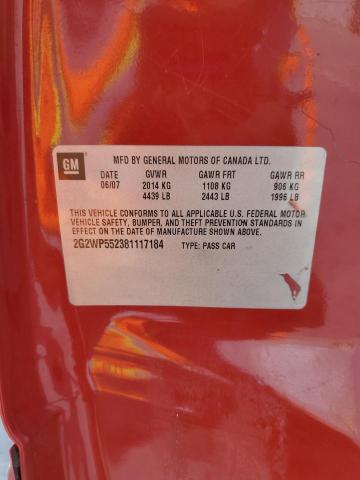 GM
MFD BY GENERAL MOTORS OF CANADA LTD.
DATE GVWR GAWR FRT GAWR RR
06/07 2014 KG 1108 KG 906 KG
4439 LB 2443 LB 1996 LB
THIS VEHICLE CONFORMS TO ALL APPLICABLE U.S. FEDERAL MOTOR
VEHICLE SAFETY, BUMPER, AND THEFT PREVENTION STANDARDS
IN EFFECT ON THE DATE OF MANUFACTURE SHOWN ABOVE.
2G2WP552381117184 TYPE: PASS CAR